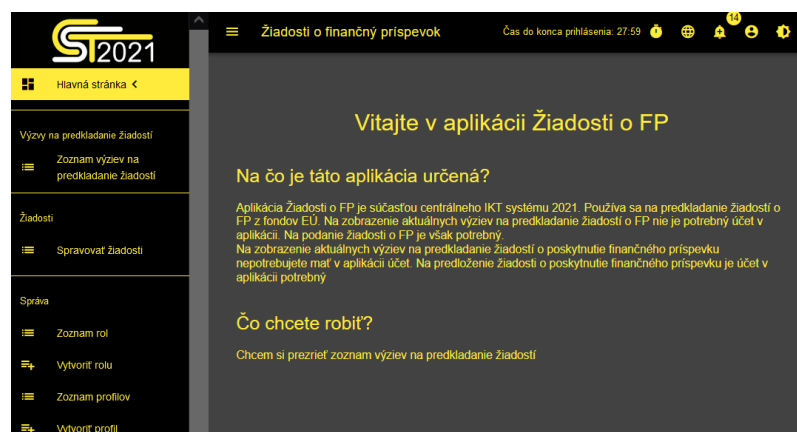 CST2021
Žiadosti o finančný príspevok
Čas do konca prihlásenia: 27:59
14
Hlavná stránka
Výzvy na predkladanie žiadostí
Zoznam výziev na
predkladanie žiadostí
Žiadosti
Spravovať žiadosti
Správa
Zoznam rol
Vytvoriť rolu
Zoznam profilov
Vytvoriť profil
Vitajte v aplikácii Žiadosti o FP
Na čo je táto aplikácia určená?
Aplikácia Žiadosti o FP je súčasťou centrálneho IKT systému 2021. Používa sa na predkladanie žiadostí o
FP z fondov EÚ. Na zobrazenie aktuálnych výziev na predkladanie žiadostí o FP nie je potrebný účet v
aplikácii. Na podanie žiadosti o FP je však potrebný.
Na zobrazenie aktuálnych výziev na predkladanie žiadostí o poskytnutie finančného príspevku
nepotrebujete mať v aplikácii účet. Na predloženie žiadosti o poskytnutie finančného príspevku je účet v
aplikácii potrebný
Čo chcete robiť?
Chcem si prezrieť zoznam výziev na predkladanie žiadostí